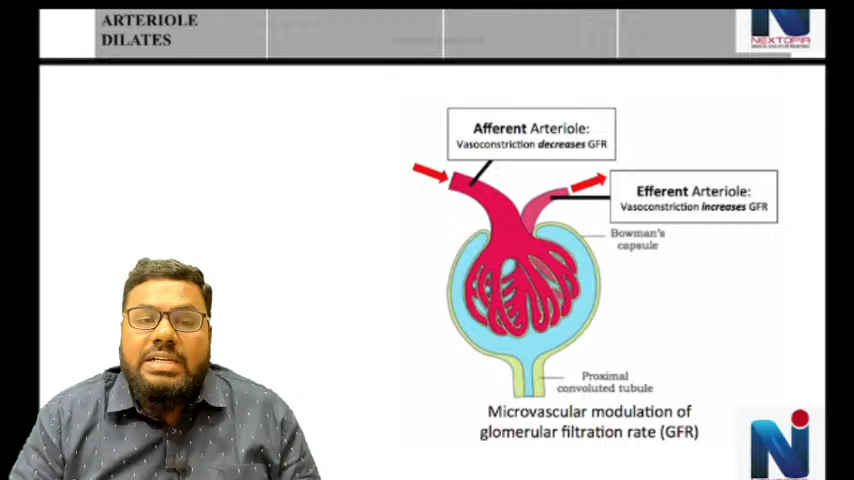 ARTERIOLE
DILATES
NEXTOPIA
Afferent Arteriole:
Vasoconstriction decreases GFR
Efferent Arteriole:
Vasoconstriction increases GFR
Bowman's
capsule
Proximal
convoluted tubule
Microvascular modulation of
glomerular filtration rate (GFR)